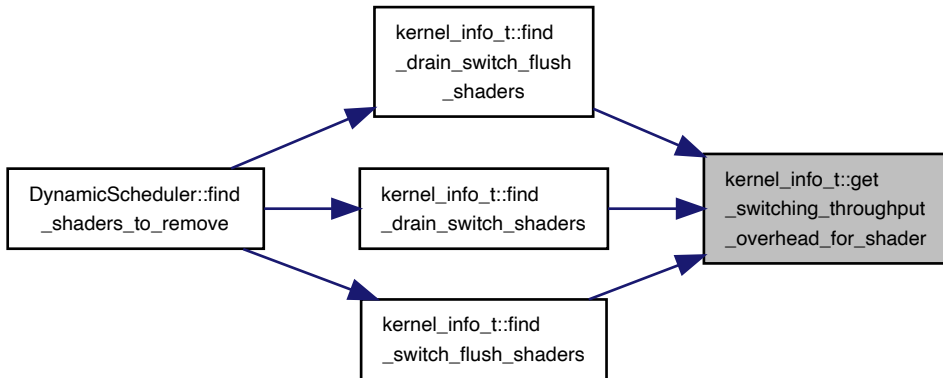 kernel_info_t::find
_drain_switch_flush
_shaders
DynamicScheduler::find
_shaders_to_remove
kernel_info_t::find
_drain_switch_shaders
kernel_info_t::get
_switching_throughput
_overhead_for_shader
kernel_info_t::find
_switch_flush_shaders